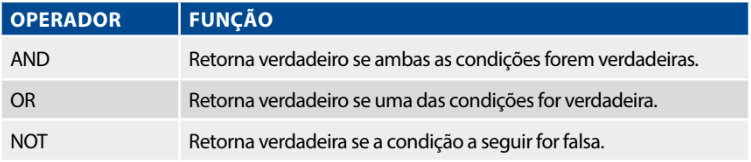 OPERADOR FUNÇÃO
AND Retorna verdadeiro se ambas as condições forem verdadeiras.
OR Retorna verdadeiro se uma das condições for verdadeira.
NOT Retorna verdadeira se a condição a seguir for falsa.